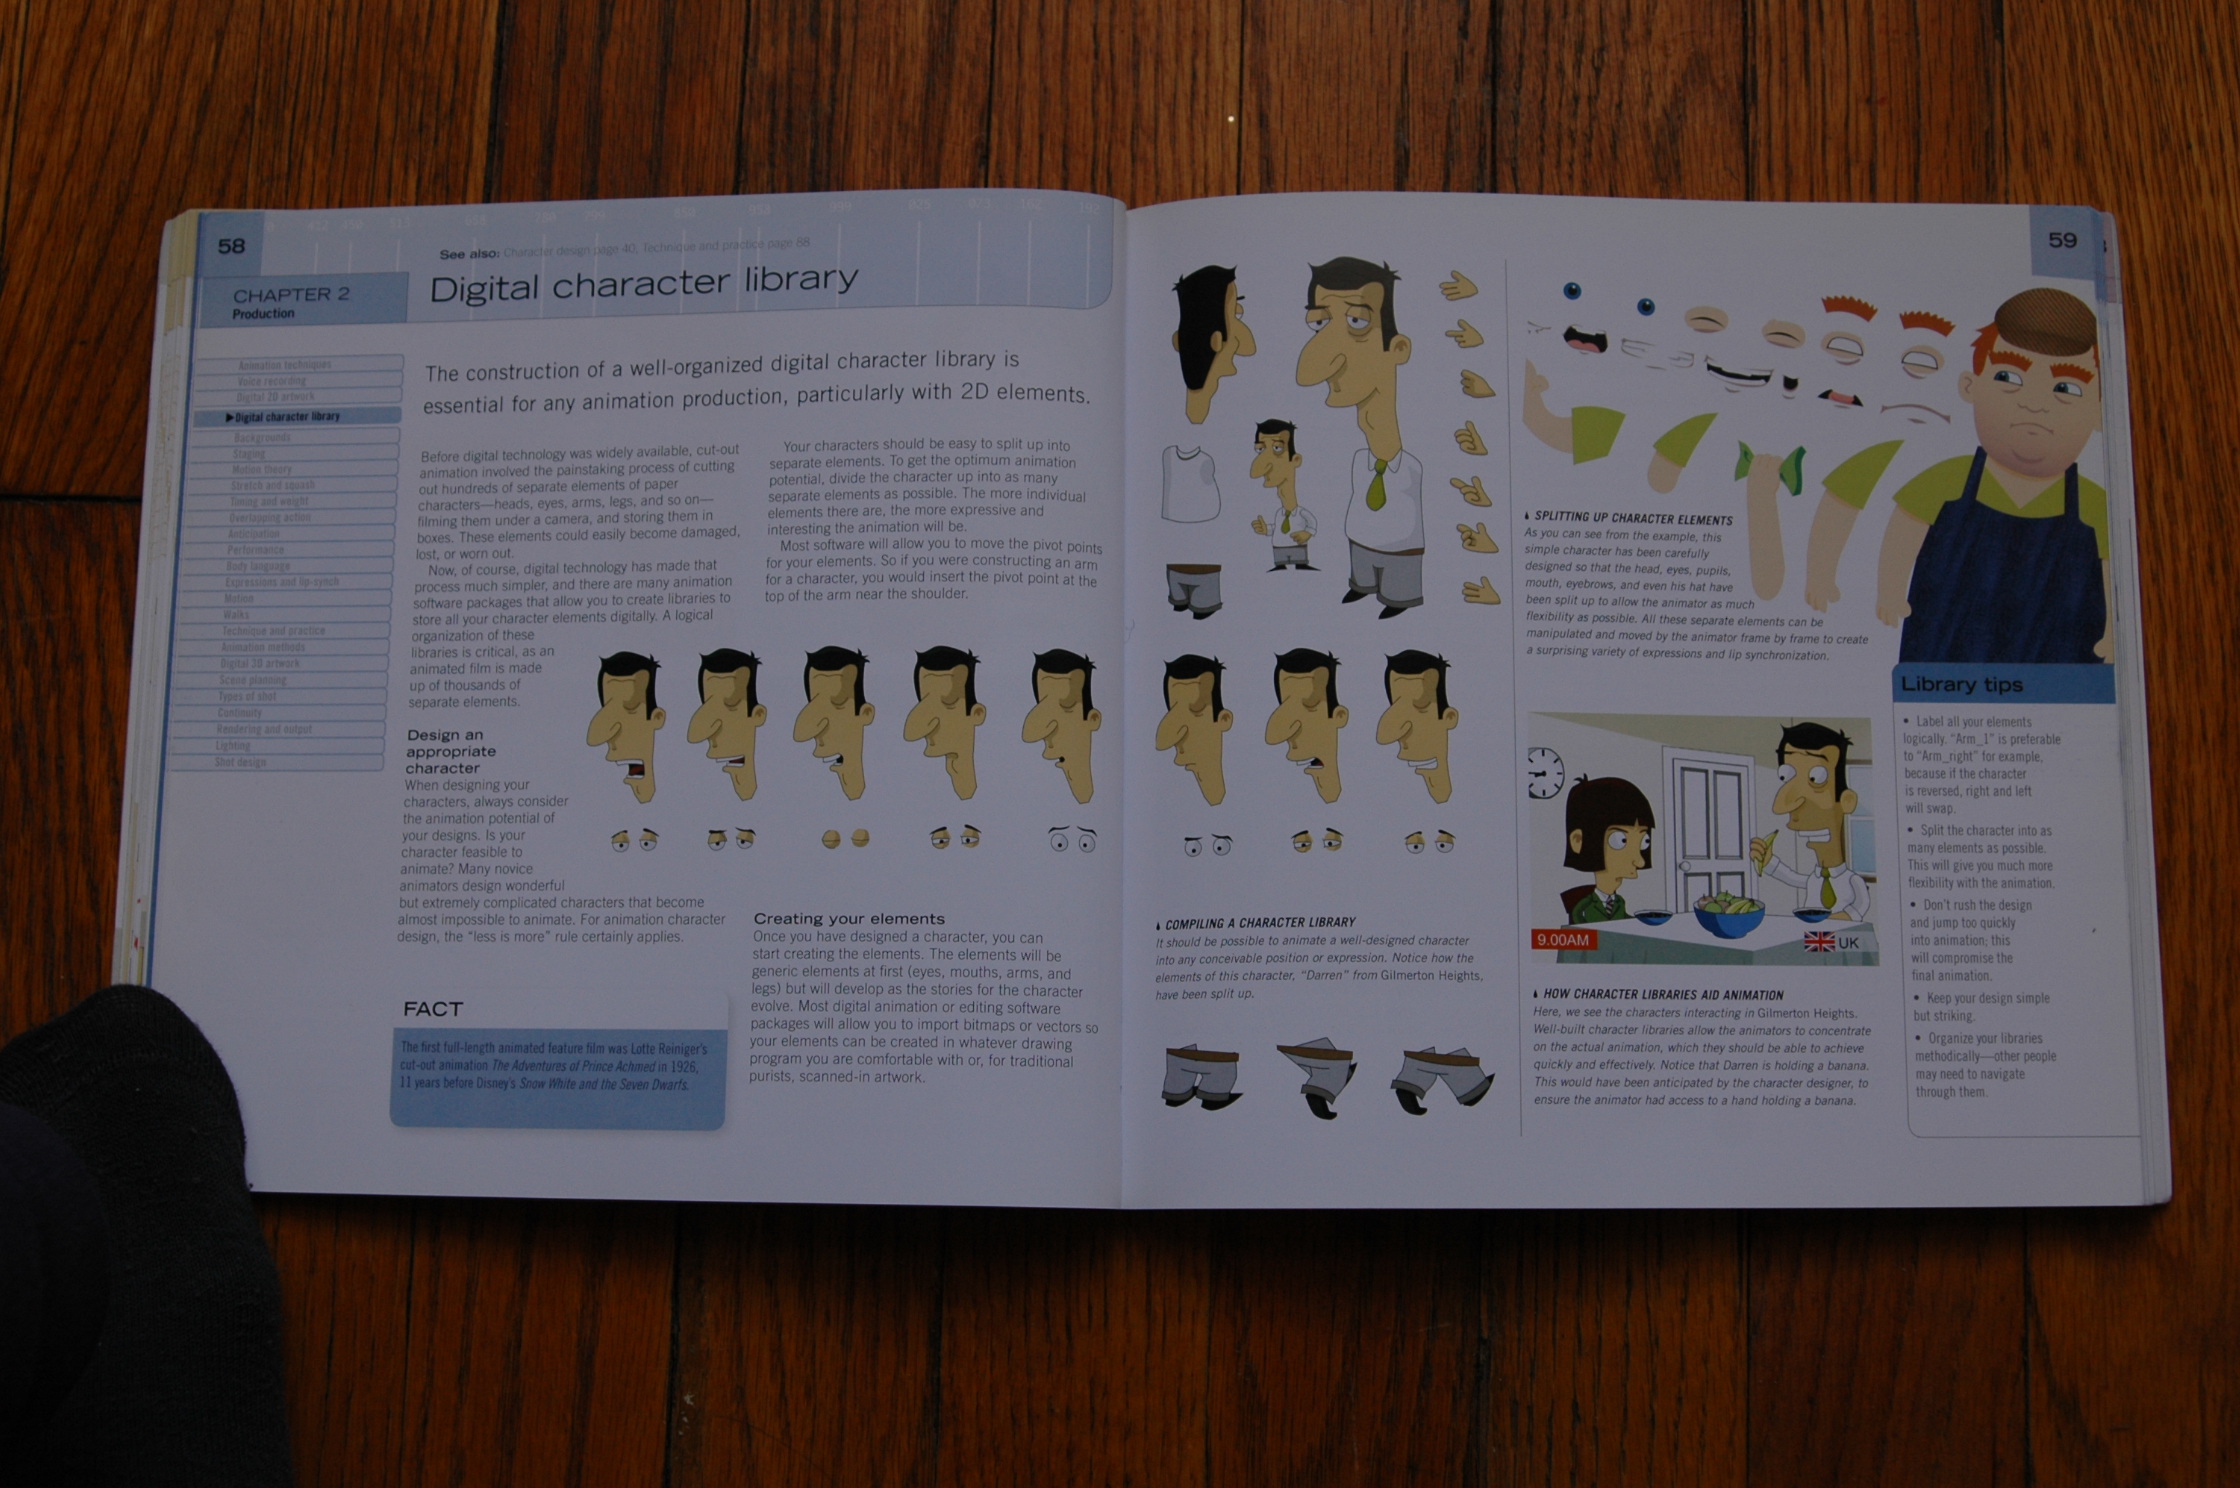 58
See also: Character design page 40, Technique and practice page 88
Digital character library
CHAPTER 2
Production
Animation techniques
Voice recording
Digital 2D artwork
Digital character library
Backgrounds
Staging
Motion theory
Stretch and squash
Timing and weight
Overlapping action
Anticipation
Performance
Body language
Expressions and lip-synch
Motion
Walks
Technique and practice
Animation methods
Digital 3D artwork
Scene planning
Types of shot
Continuity
Rendering and output
Lighting
Shot design
The construction of a well-organized digital character library is
essential for any animation production, particularly with 2D elements.
Before digital technology was widely available, cut-out
animation involved the painstaking process of cutting
out hundreds of separate elements of paper
characters—heads, eyes, arms, legs, and so on—
filming them under a camera, and storing them in
boxes. These elements could easily become damaged,
lost, or worn out.
Now, of course, digital technology has made that
process much simpler, and there are many animation
software packages that allow you to create libraries to
store all your character elements digitally. A logical
organization of these
libraries is critical, as an
animated film is made
up of thousands of
separate elements.
Design an
appropriate
character
When designing your
characters, always consider
the animation potential of
your designs. Is your
character feasible to
animate? Many novice
animators design wonderful
but extremely complicated characters that become
almost impossible to animate. For animation character
design, the “less is more” rule certainly applies.
FACT
The first full-length animated feature film was Lotte Reiniger's
cut-out animation The Adventures of Prince Achmed in 1926,
11 years before Disney's Snow White and the Seven Dwarfs.
Your characters should be easy to split up into
separate elements. To get the optimum animation
potential, divide the character up into as many
separate elements as possible. The more individual
elements there are, the more expressive and
interesting the animation will be.
Most software will allow you to move the pivot points
for your elements. So if you were constructing an arm
for a character, you would insert the pivot point at the
top of the arm near the shoulder.
Creating your elements
Once you have designed a character, you can
start creating the elements. The elements will be
generic elements at first (eyes, mouths, arms, and
legs) but will develop as the stories for the character
evolve. Most digital animation or editing software
packages will allow you to import bitmaps or vectors so
your elements can be created in whatever drawing
program you are comfortable with or, for traditional
purists, scanned-in artwork.
59
COMPILING A CHARACTER LIBRARY
It should be possible to animate a well-designed character
into any conceivable position or expression. Notice how the
elements of this character, “Darren” from Gilmerton Heights,
have been split up.
SPLITTING UP CHARACTER ELEMENTS
As you can see from the example, this
simple character has been carefully
designed so that the head, eyes, pupils,
mouth, eyebrows, and even his hat have
been split up to allow the animator as much
flexibility as possible. All these separate elements can be
manipulated and moved by the animator frame by frame to create
a surprising variety of expressions and lip synchronization.
9.00AM
UK
HOW CHARACTER LIBRARIES AID ANIMATION
Here, we see the characters interacting in Gilmerton Heights.
Well-built character libraries allow the animators to concentrate
on the actual animation, which they should be able to achieve
quickly and effectively. Notice that Darren is holding a banana.
This would have been anticipated by the character designer, to
ensure the animator had access to a hand holding a banana.
Library tips
• Label all your elements
logically. “Arm_1” is preferable
to “Arm_right” for example,
because if the character
is reversed, right and left
will swap.
• Split the character into as
many elements as possible.
This will give you much more
flexibility with the animation.
• Don't rush the design
and jump too quickly
into animation; this
will compromise the
final animation.
• Keep your design simple
but striking.
• Organize your libraries
methodically—other people
may need to navigate
through them.